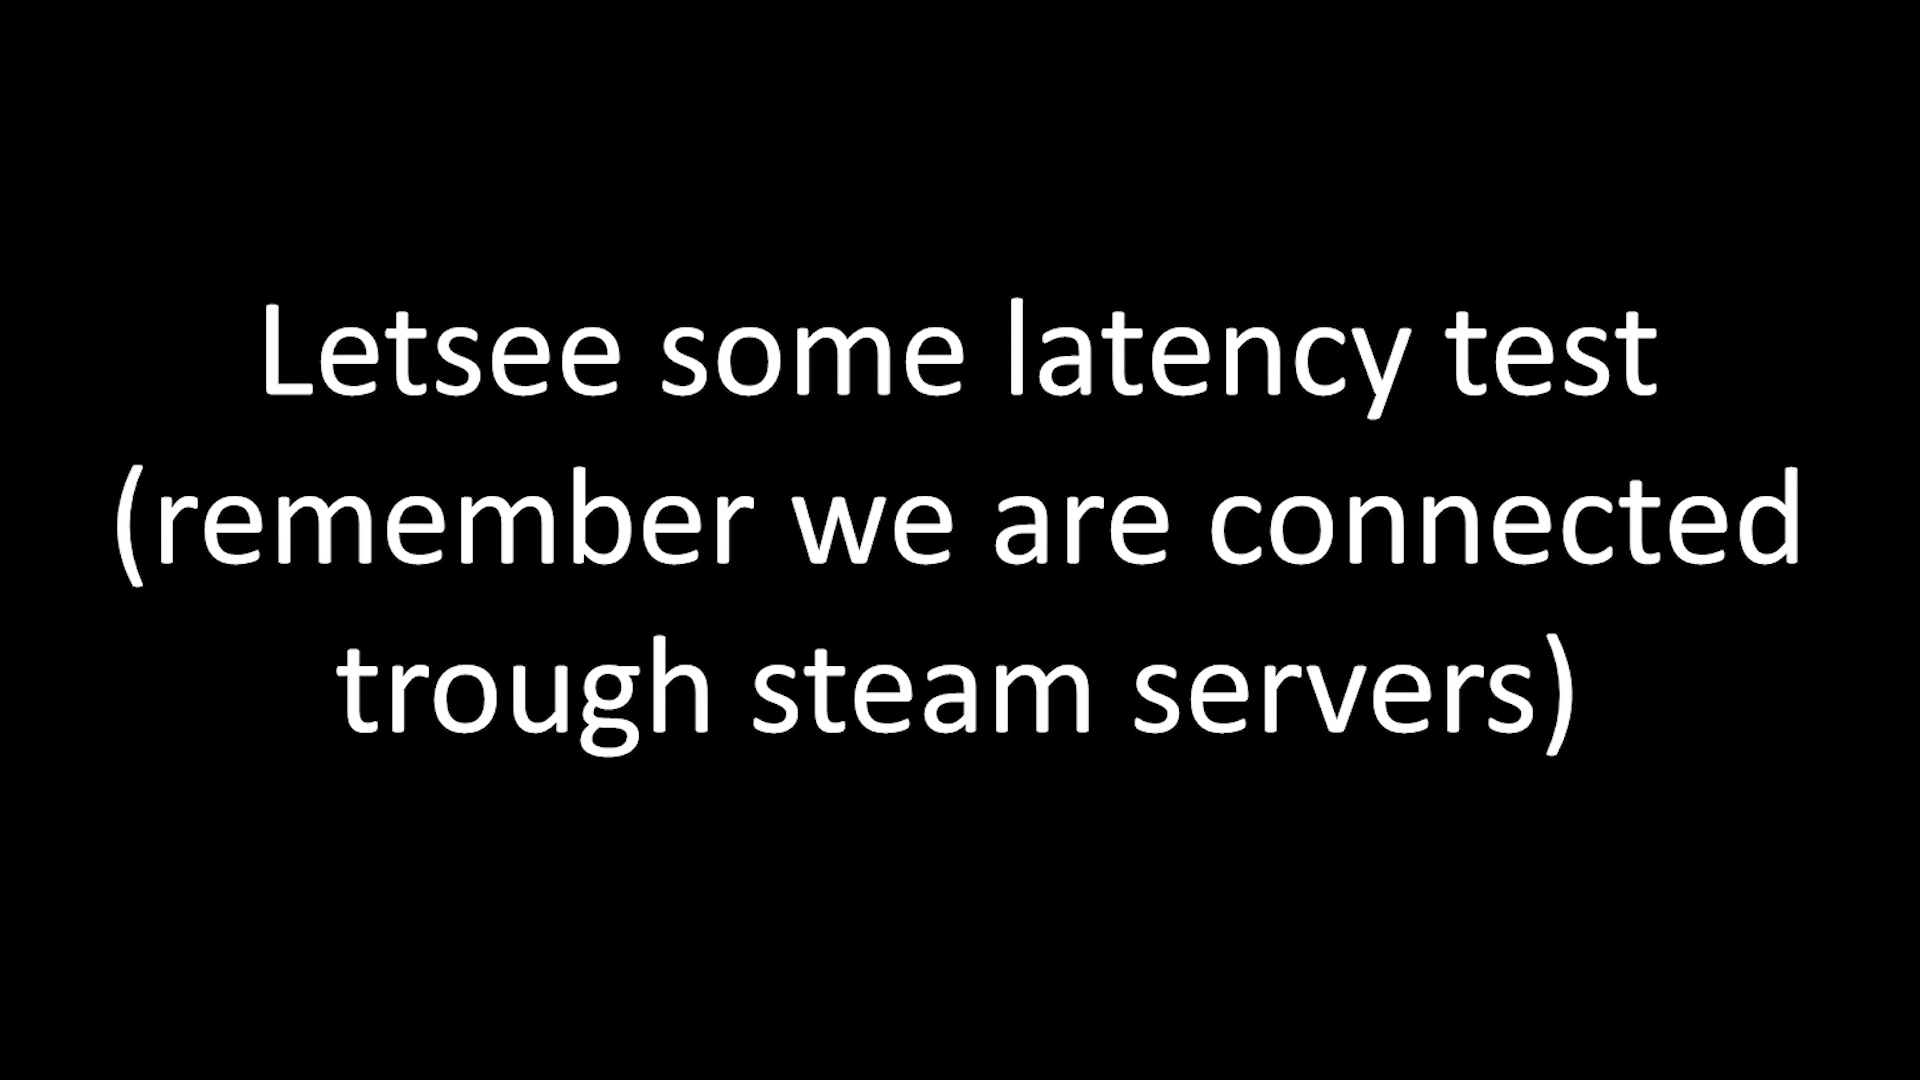 Letsee some latency test
(remember we are connected
trough steam servers)